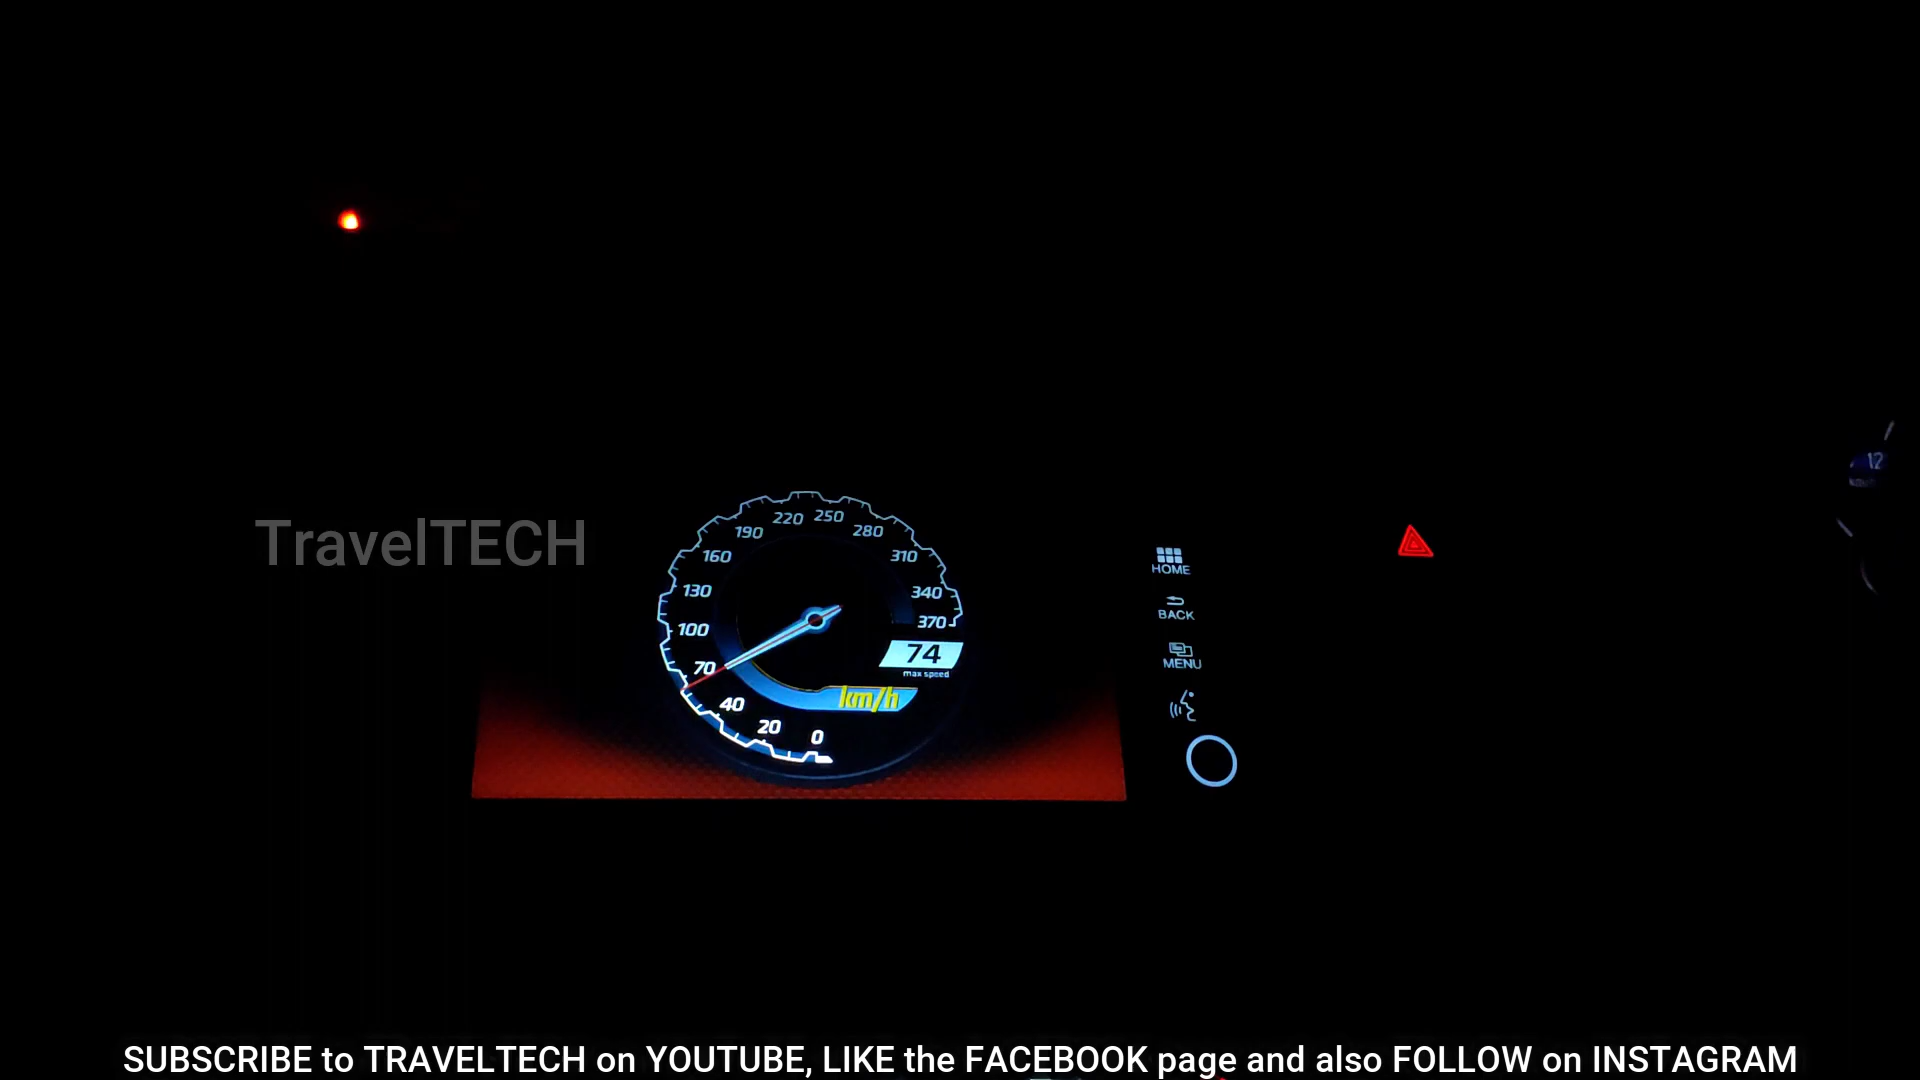 TravelTECH
220 250
190 280
160 310
130 340
100 370
70 74
max speed
40 km/h
20
0
HOME
BACK
MENU
12
SUBSCRIBE to TRAVELTECH on YOUTUBE, LIKE the FACEBOOK page and also FOLLOW on INSTAGRAM